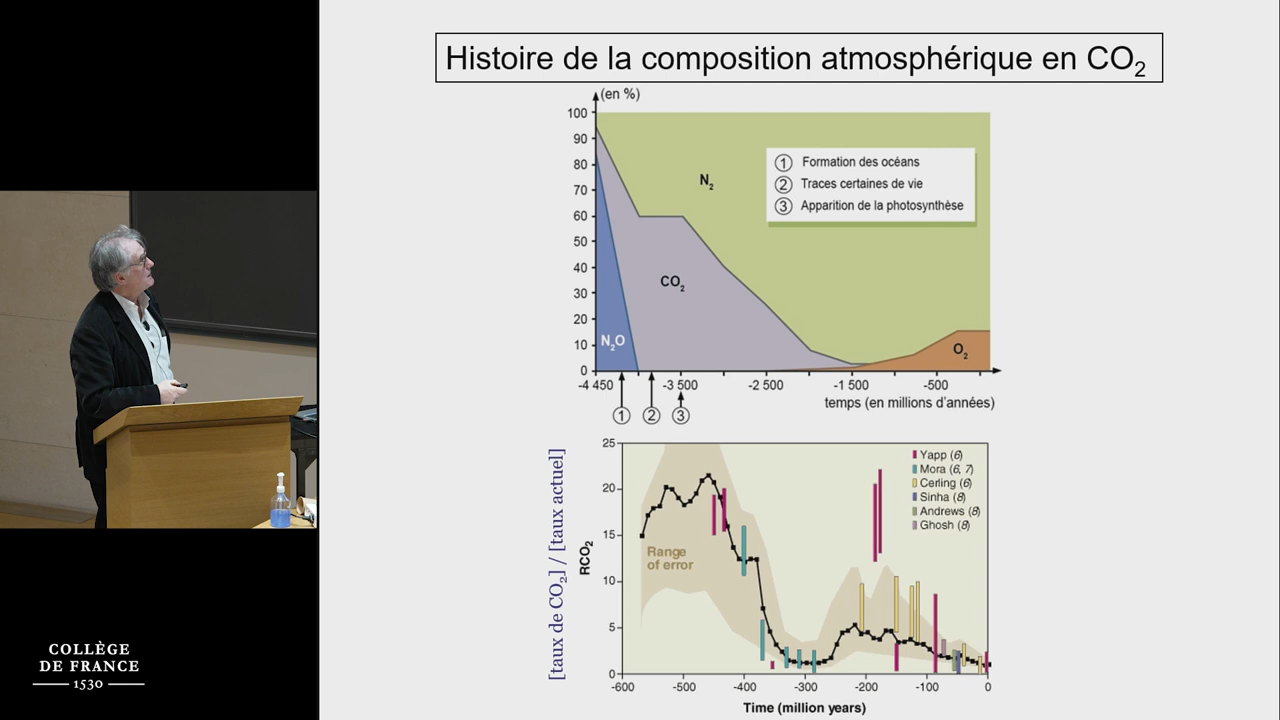 Histoire de la composition atmosphérique en CO2
(en %)
100
90
80
70
60
50
40
30
20
10
0
N2
CO2
N2O
O2
1 Formation des océans
2 Traces certaines de vie
3 Apparition de la photosynthèse
-4 450 -3 500 -2 500 -1 500 -500
temps (en millions d'années)
1 2 3
[taux de CO2] / [taux actuel]
RCO2
25
20
15
10
5
0
Range
of error
Yapp (6)
Mora (6, 7)
Cerling (6)
Sinha (8)
Andrews (8)
Ghosh (8)
-600 -500 -400 -300 -200 -100 0
Time (million years)
COLLÈGE
DE FRANCE
1530